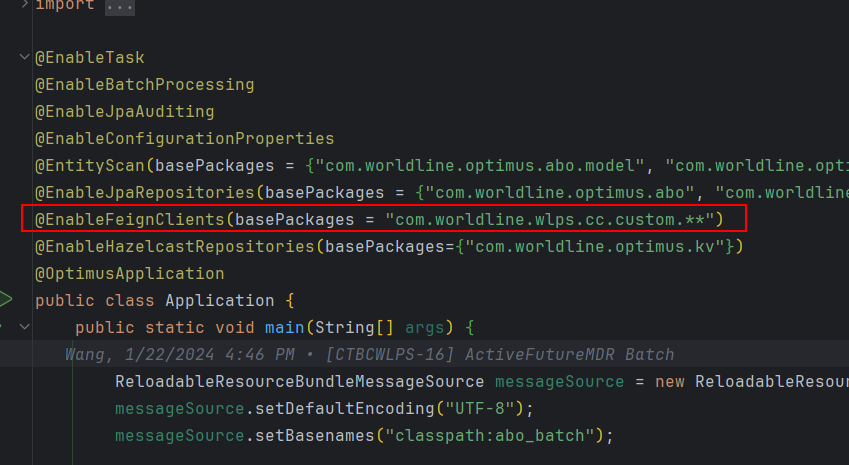 import ...
@EnableTask
@EnableBatchProcessing
@EnableJpaAuditing
@EnableConfigurationProperties
@EntityScan(basePackages = {"com.worldline.optimus.abo.model", "com.worldline.opti
@EnableJpaRepositories(basePackages = {"com.worldline.optimus.abo", "com.worldline
@EnableFeignClients(basePackages = "com.worldline.wlps.cc.custom.**")
@EnableHazelcastRepositories(basePackages={"com.worldline.optimus.kv"})
@OptimusApplication
public class Application {
public static void main(String[] args) {
Wang, 1/22/2024 4:46 PM • [CTBCWLPS-16] ActiveFutureMDR Batch
ReloadableResourceBundleMessageSource messageSource = new ReloadableResour
messageSource.setDefaultEncoding("UTF-8");
messageSource.setBasenames("classpath:abo_batch");